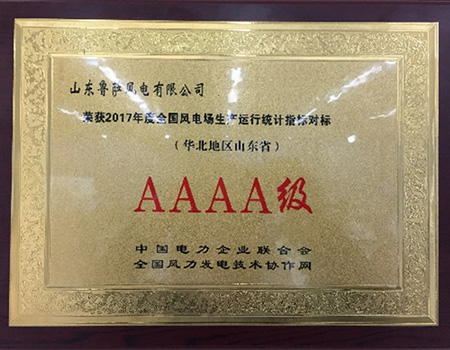 山东鲁萨风电有限公司
荣获2017年度全国风电场生产运行统计指标对标
（华北地区山东省）
AAAA级
中国电力企业联合会
全国风力发电技术协作网